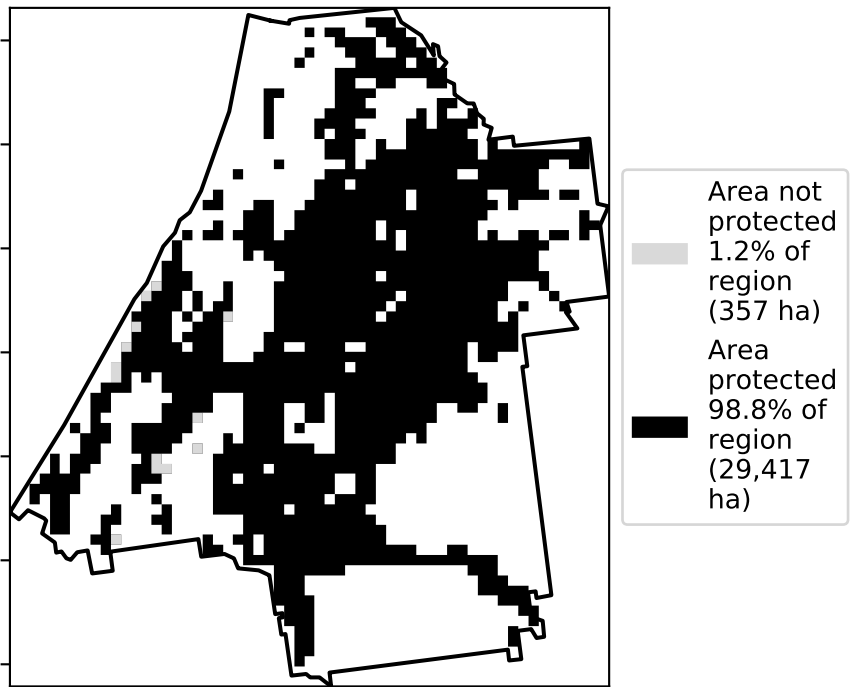 Area not
protected
1.2% of
region
(357 ha)
Area
protected
98.8% of
region
(29,417
ha)